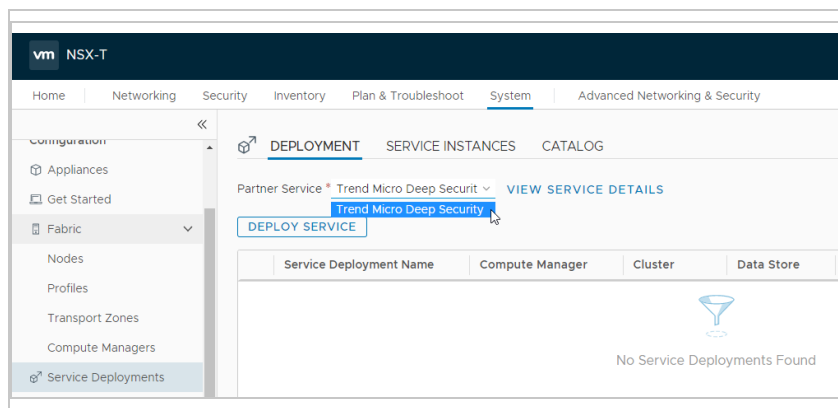 vm NSX-T
Home Networking Security Inventory Plan & Troubleshoot System Advanced Networking & Security
«
Configuration
Appliances
Get Started
Fabric
Nodes
Profiles
Transport Zones
Compute Managers
Service Deployments
DEPLOYMENT SERVICE INSTANCES CATALOG
Partner Service * Trend Micro Deep Securit VIEW SERVICE DETAILS
Trend Micro Deep Security
DEPLOY SERVICE
Service Deployment Name Compute Manager Cluster Data Store
No Service Deployments Found